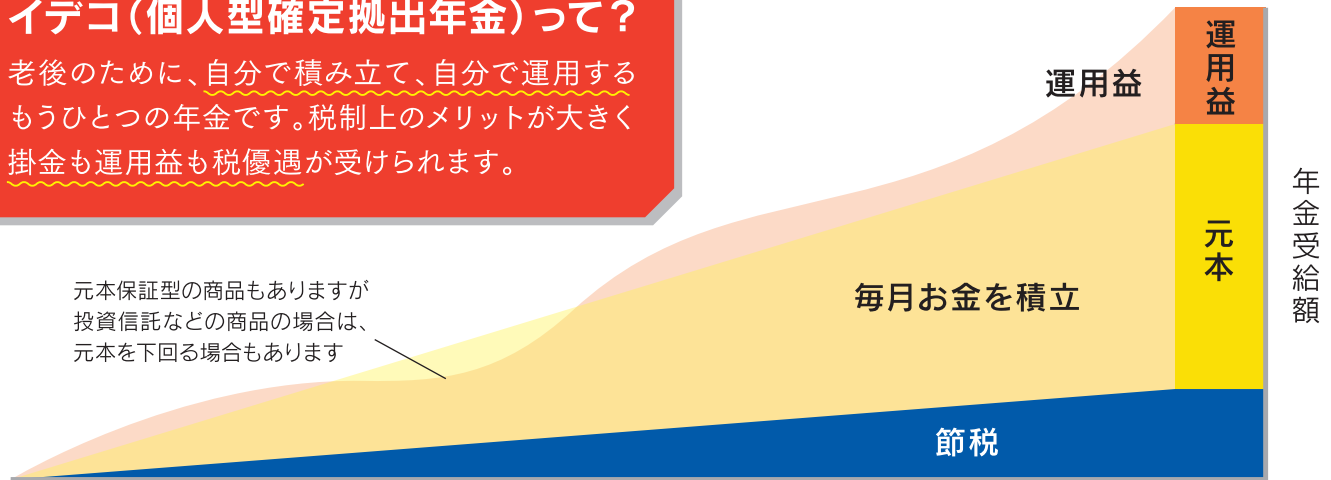 イデコ(個人型確定拠出年金)って?
老後のために、自分で積み立て、自分で運用する
もうひとつの年金です。税制上のメリットが大きく
掛金も運用益も税優遇が受けられます。
運用益
運用益
元本
年金受給額
毎月お金を積立
元本保証型の商品もありますが
投資信託などの商品の場合は、
元本を下回る場合もあります
節税